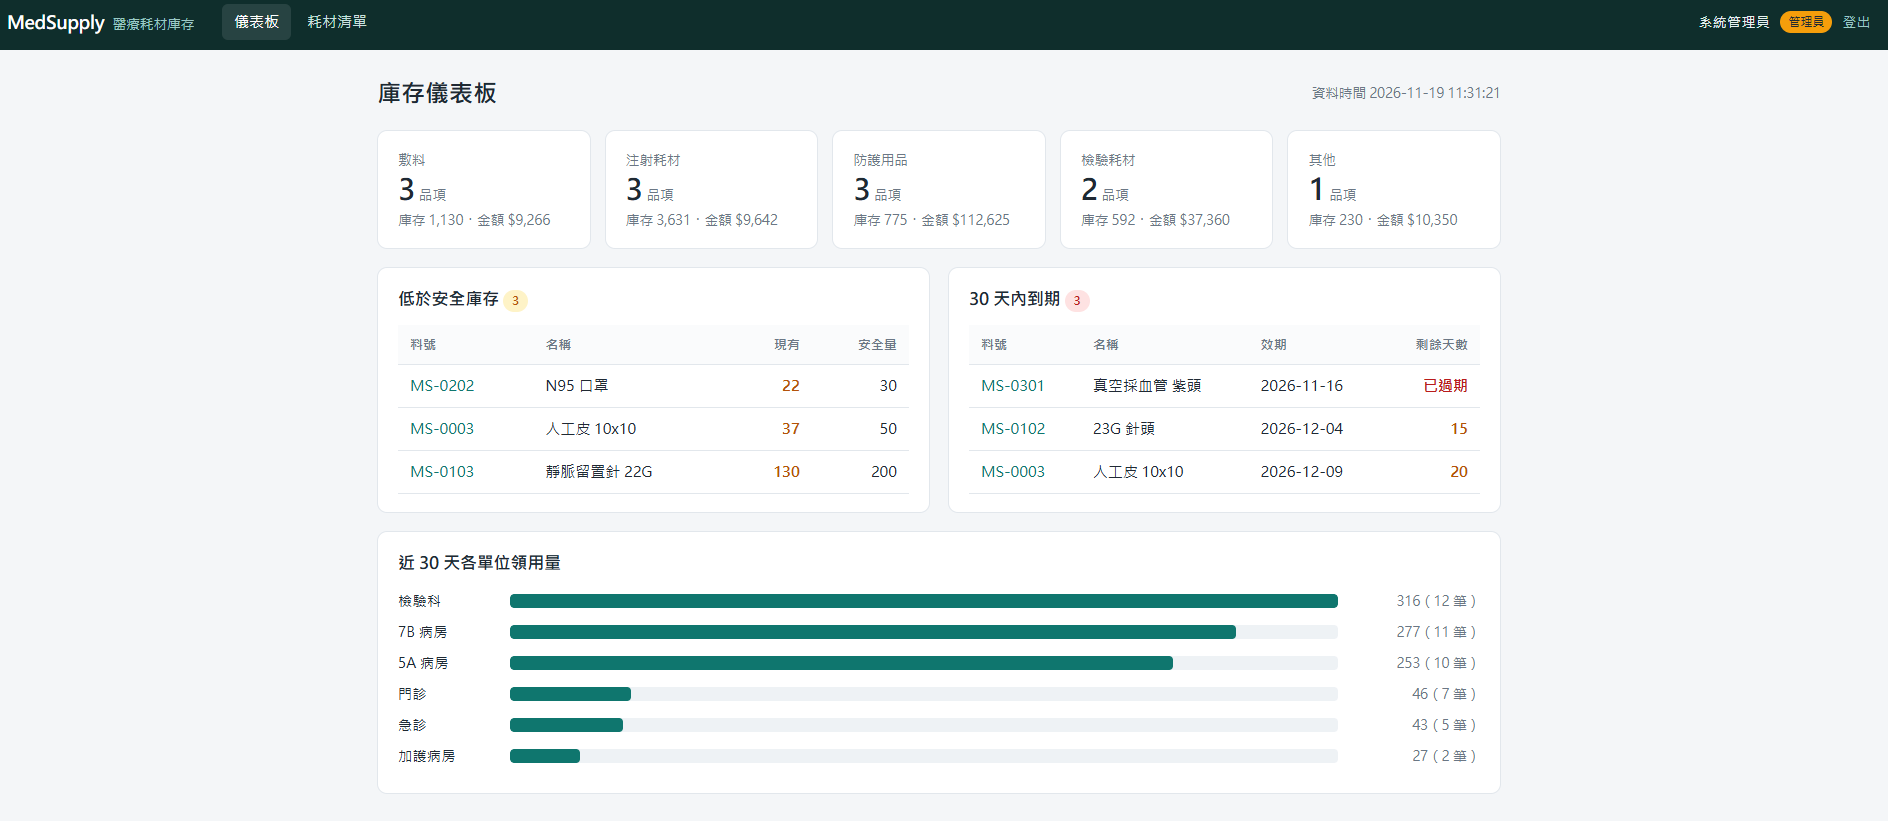 MedSupply 醫療耗材庫存 儀表板 耗材清單 系統管理員 管理員 登出
庫存儀表板 資料時間 2026-11-19 11:31:21
敷料
3 品項
庫存 1,130 · 金額 $9,266
注射耗材
3 品項
庫存 3,631 · 金額 $9,642
防護用品
3 品項
庫存 775 · 金額 $112,625
檢驗耗材
2 品項
庫存 592 · 金額 $37,360
其他
1 品項
庫存 230 · 金額 $10,350
低於安全庫存 3
料號 名稱 現有 安全量
MS-0202 N95 口罩 22 30
MS-0003 人工皮 10x10 37 50
MS-0103 靜脈留置針 22G 130 200
30 天內到期 3
料號 名稱 效期 剩餘天數
MS-0301 真空採血管 紫頭 2026-11-16 已過期
MS-0102 23G 針頭 2026-12-04 15
MS-0003 人工皮 10x10 2026-12-09 20
近 30 天各單位領用量
檢驗科 316 ( 12 筆 )
7B 病房 277 ( 11 筆 )
5A 病房 253 ( 10 筆 )
門診 46 ( 7 筆 )
急診 43 ( 5 筆 )
加護病房 27 ( 2 筆 )